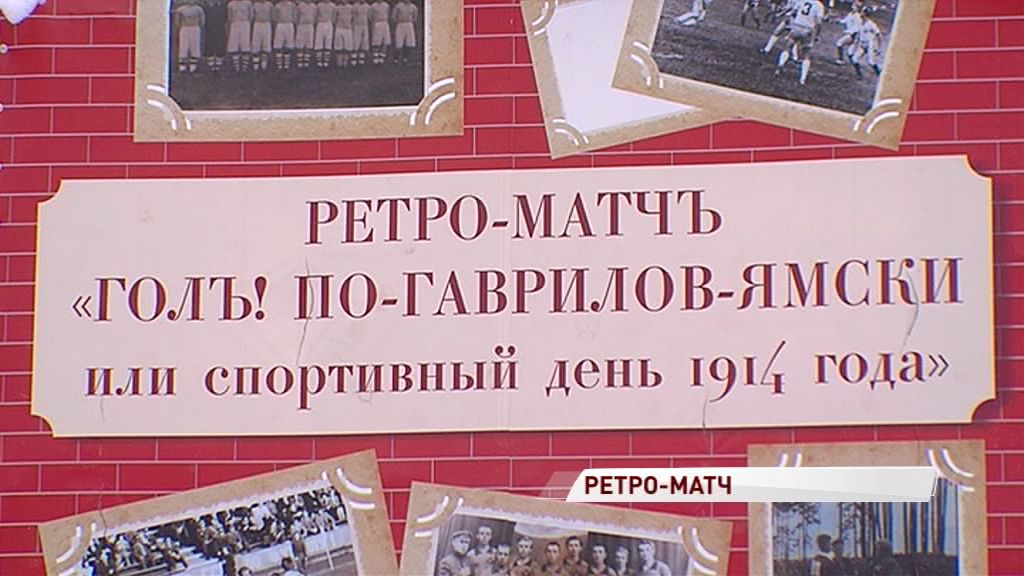 РЕТРО-МАТЧЪ
«ГОЛЪ! ПО-ГАВРИЛОВ-ЯМСКИ
или спортивный день 1914 года»
РЕТРО-МАТЧ